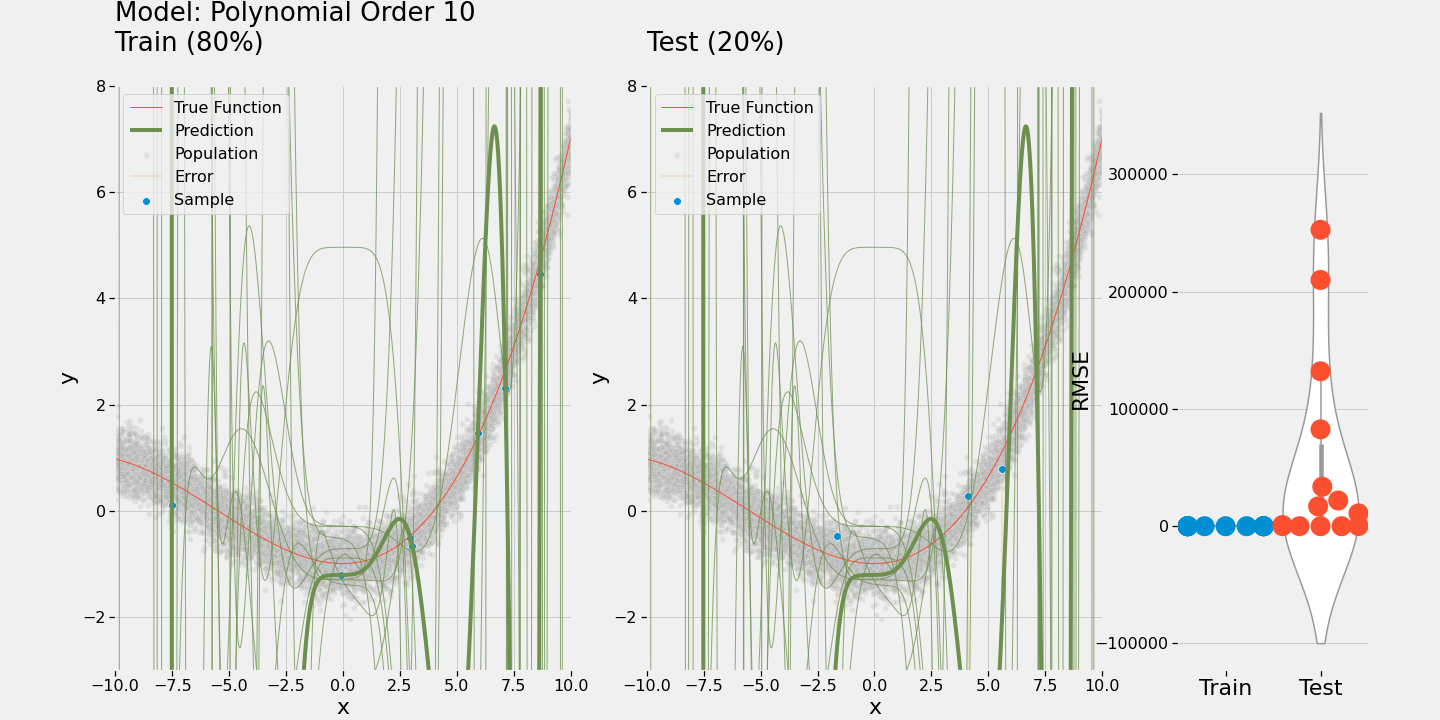 Model: Polynomial Order 10
Train (80%)
Test (20%)
8
6
4
2
0
−2
y
True Function
Prediction
Population
Error
Sample
−10.0
−7.5
−5.0
−2.5
0.0
2.5
5.0
7.5
10.0
x
8
6
4
2
0
−2
y
True Function
Prediction
Population
Error
Sample
−10.0
−7.5
−5.0
−2.5
0.0
2.5
5.0
7.5
10.0
x
RMSE
300000
200000
100000
0
−100000
Train
Test